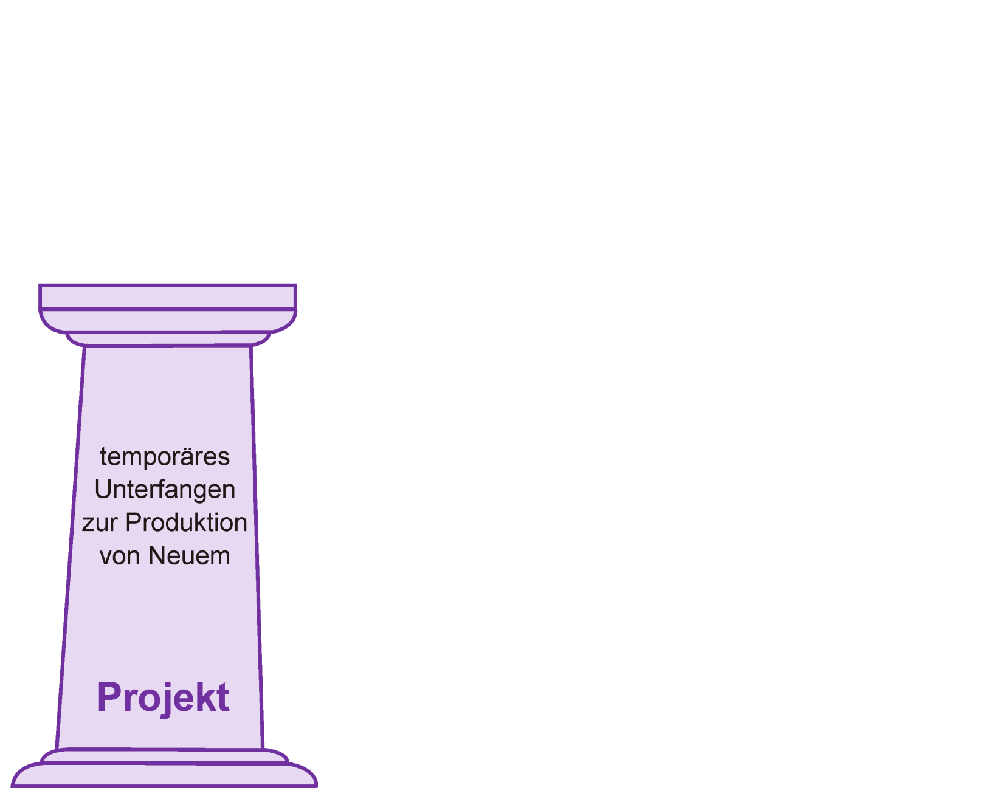 temporäres
Unterfangen
zur Produktion
von Neuem
Projekt